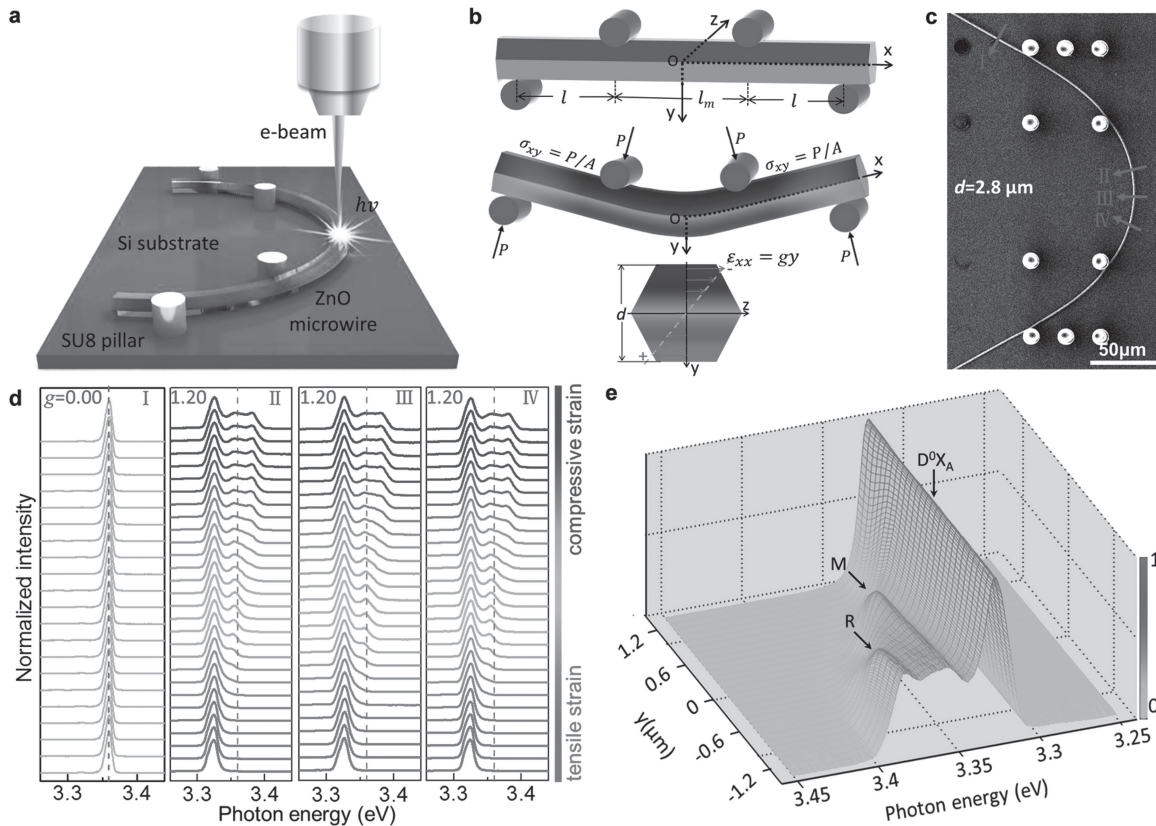 a
e-beam
hν
Si substrate
ZnO
microwire
SU8 pillar
b
z
O
x
l
l_m
l
y
P
P
σ_xy = P/A
σ_xy = P/A
x
O
P
P
y
ε_xx = gy
-
d
z
+
y
c
I
II
d=2.8 μm
III
IV
50μm
d
g=0.00
I
1.20
II
1.20
III
1.20
IV
Normalized intensity
compressive strain
tensile strain
3.3
3.4
3.3
3.4
3.3
3.4
3.3
3.4
Photon energy (eV)
e
D⁰X_A
M
R
1
0
1.2
0.6
0
-0.6
-1.2
y(μm)
3.45
3.4
3.35
3.3
3.25
Photon energy (eV)